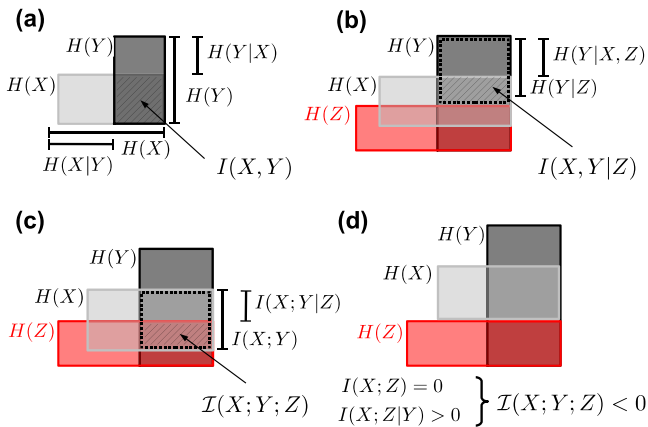 (a)
H(Y)
H(Y|X)
H(X)
H(Y)
H(X)
H(X|Y)
I(X,Y)
(b)
H(Y)
H(Y|X,Z)
H(X)
H(Y|Z)
H(Z)
I(X,Y|Z)
(c)
H(Y)
H(X)
I(X;Y|Z)
H(Z)
I(X;Y)
ℐ(X;Y;Z)
(d)
H(Y)
H(X)
H(Z)
I(X;Z) = 0
I(X;Z|Y) > 0
ℐ(X;Y;Z) < 0